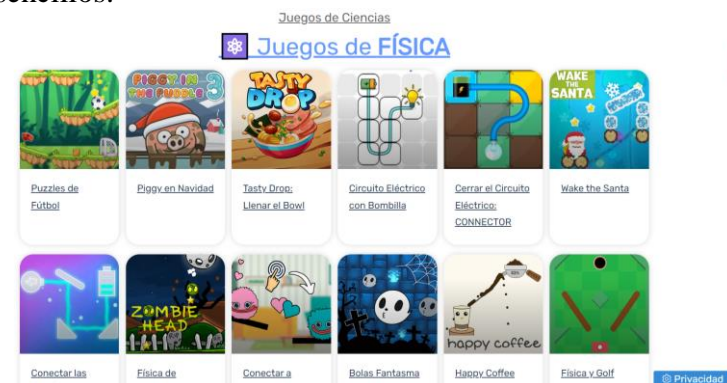 Juegos de Ciencias
Juegos de FÍSICA
PIGGY IN THE PUDDLE 3
TASTY DROP
WAKE THE SANTA
Puzzles de Fútbol
Piggy en Navidad
Tasty Drop: Llenar el Bowl
Circuito Eléctrico con Bombilla
Cerrar el Circuito Eléctrico: CONNECTOR
Wake the Santa
ZOMBIE HEAD
happy coffee
Conectar las
Física de
Conectar a
Bolas Fantasma
Happy Coffee
Física y Golf
Privacidad